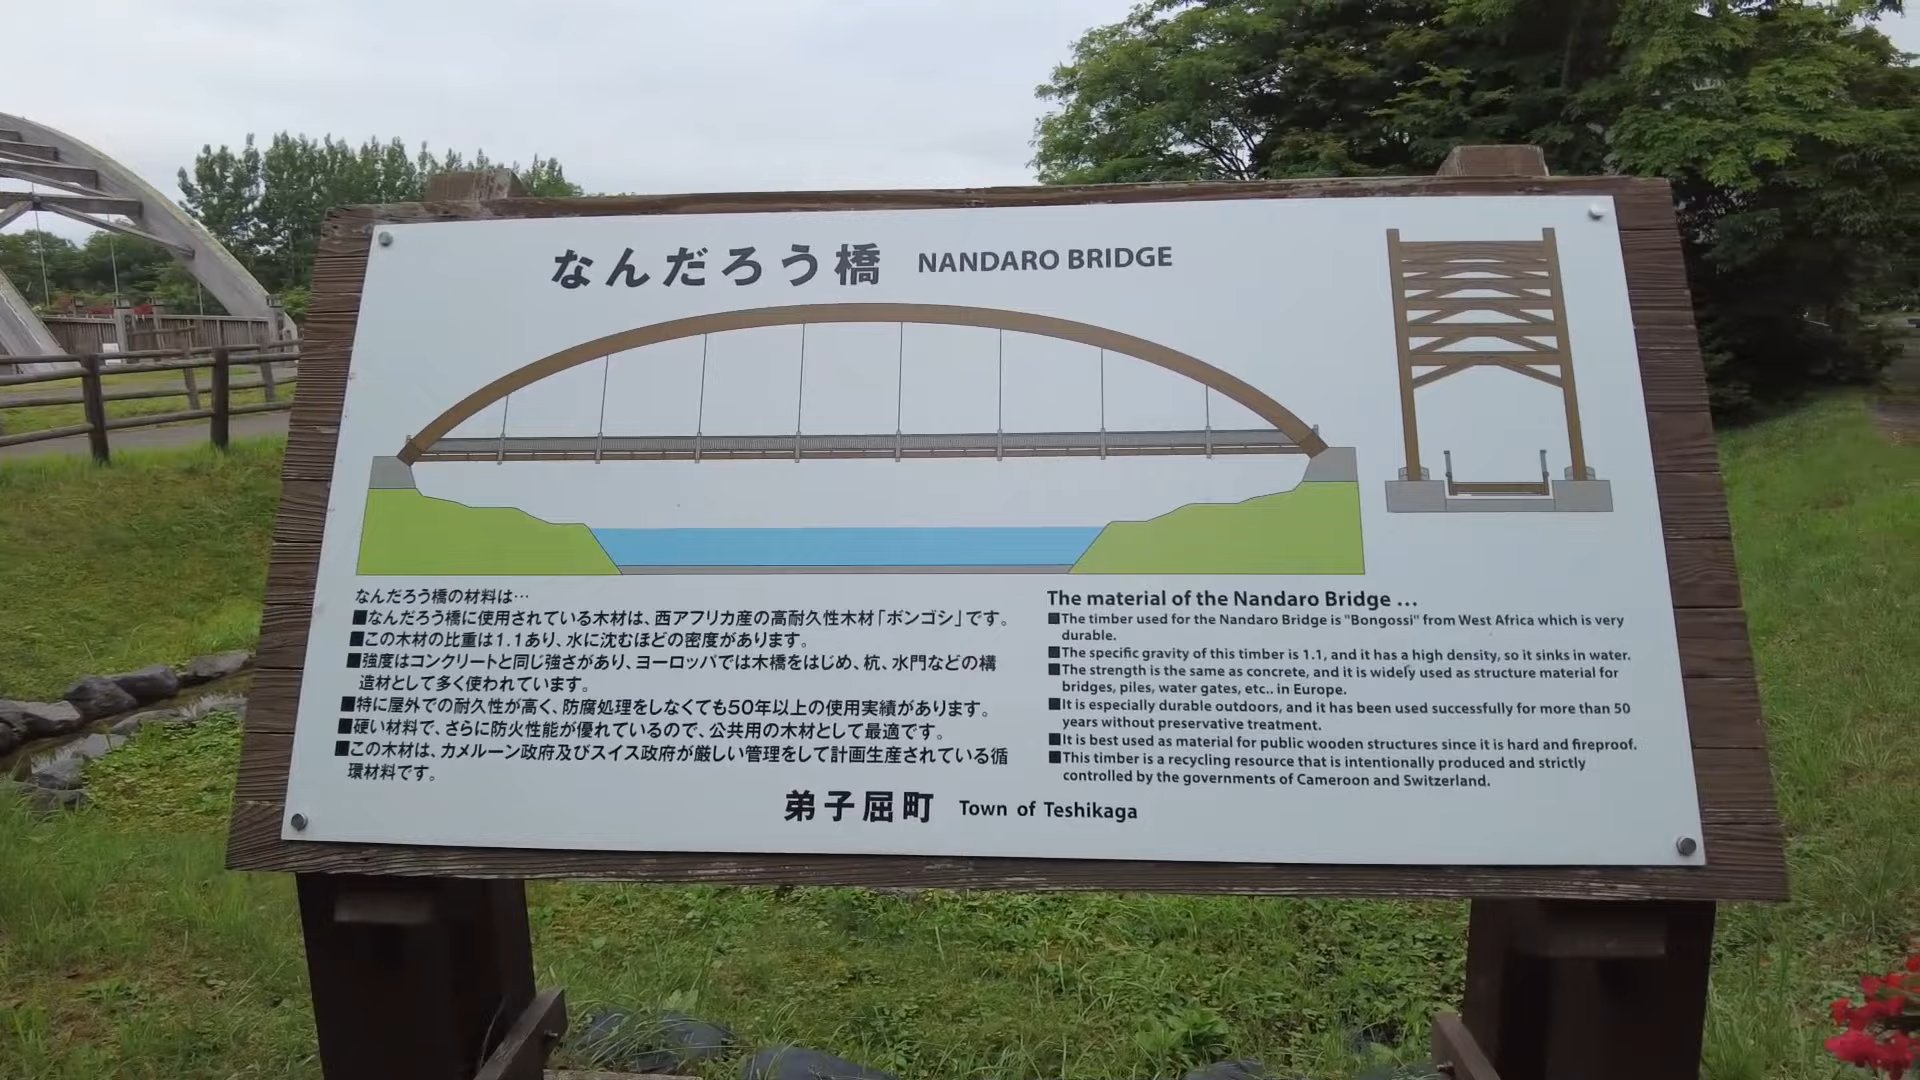 なんだろう橋 NANDARO BRIDGE
なんだろう橋の材料は…
■なんだろう橋に使用されている木材は、西アフリカ産の高耐久性木材「ボンゴシ」です。
■この木材の比重は1.1あり、水に沈むほどの密度があります。
■強度はコンクリートと同じ強さがあり、ヨーロッパでは木橋をはじめ、杭、水門などの構
造材として多く使われています。
■特に屋外での耐久性が高く、防腐処理をしなくても50年以上の使用実績があります。
■硬い材料で、さらに防火性能が優れているので、公共用の木材として最適です。
■この木材は、カメルーン政府及びスイス政府が厳しい管理をして計画生産されている循
環材料です。
The material of the Nandaro Bridge ...
■The timber used for the Nandaro Bridge is "Bongossi" from West Africa which is very
durable.
■The specific gravity of this timber is 1.1, and it has a high density, so it sinks in water.
■The strength is the same as concrete, and it is widely used as structure material for
bridges, piles, water gates, etc.. in Europe.
■It is especially durable outdoors, and it has been used successfully for more than 50
years without preservative treatment.
■It is best used as material for public wooden structures since it is hard and fireproof.
■This timber is a recycling resource that is intentionally produced and strictly
controlled by the governments of Cameroon and Switzerland.
弟子屈町 Town of Teshikaga